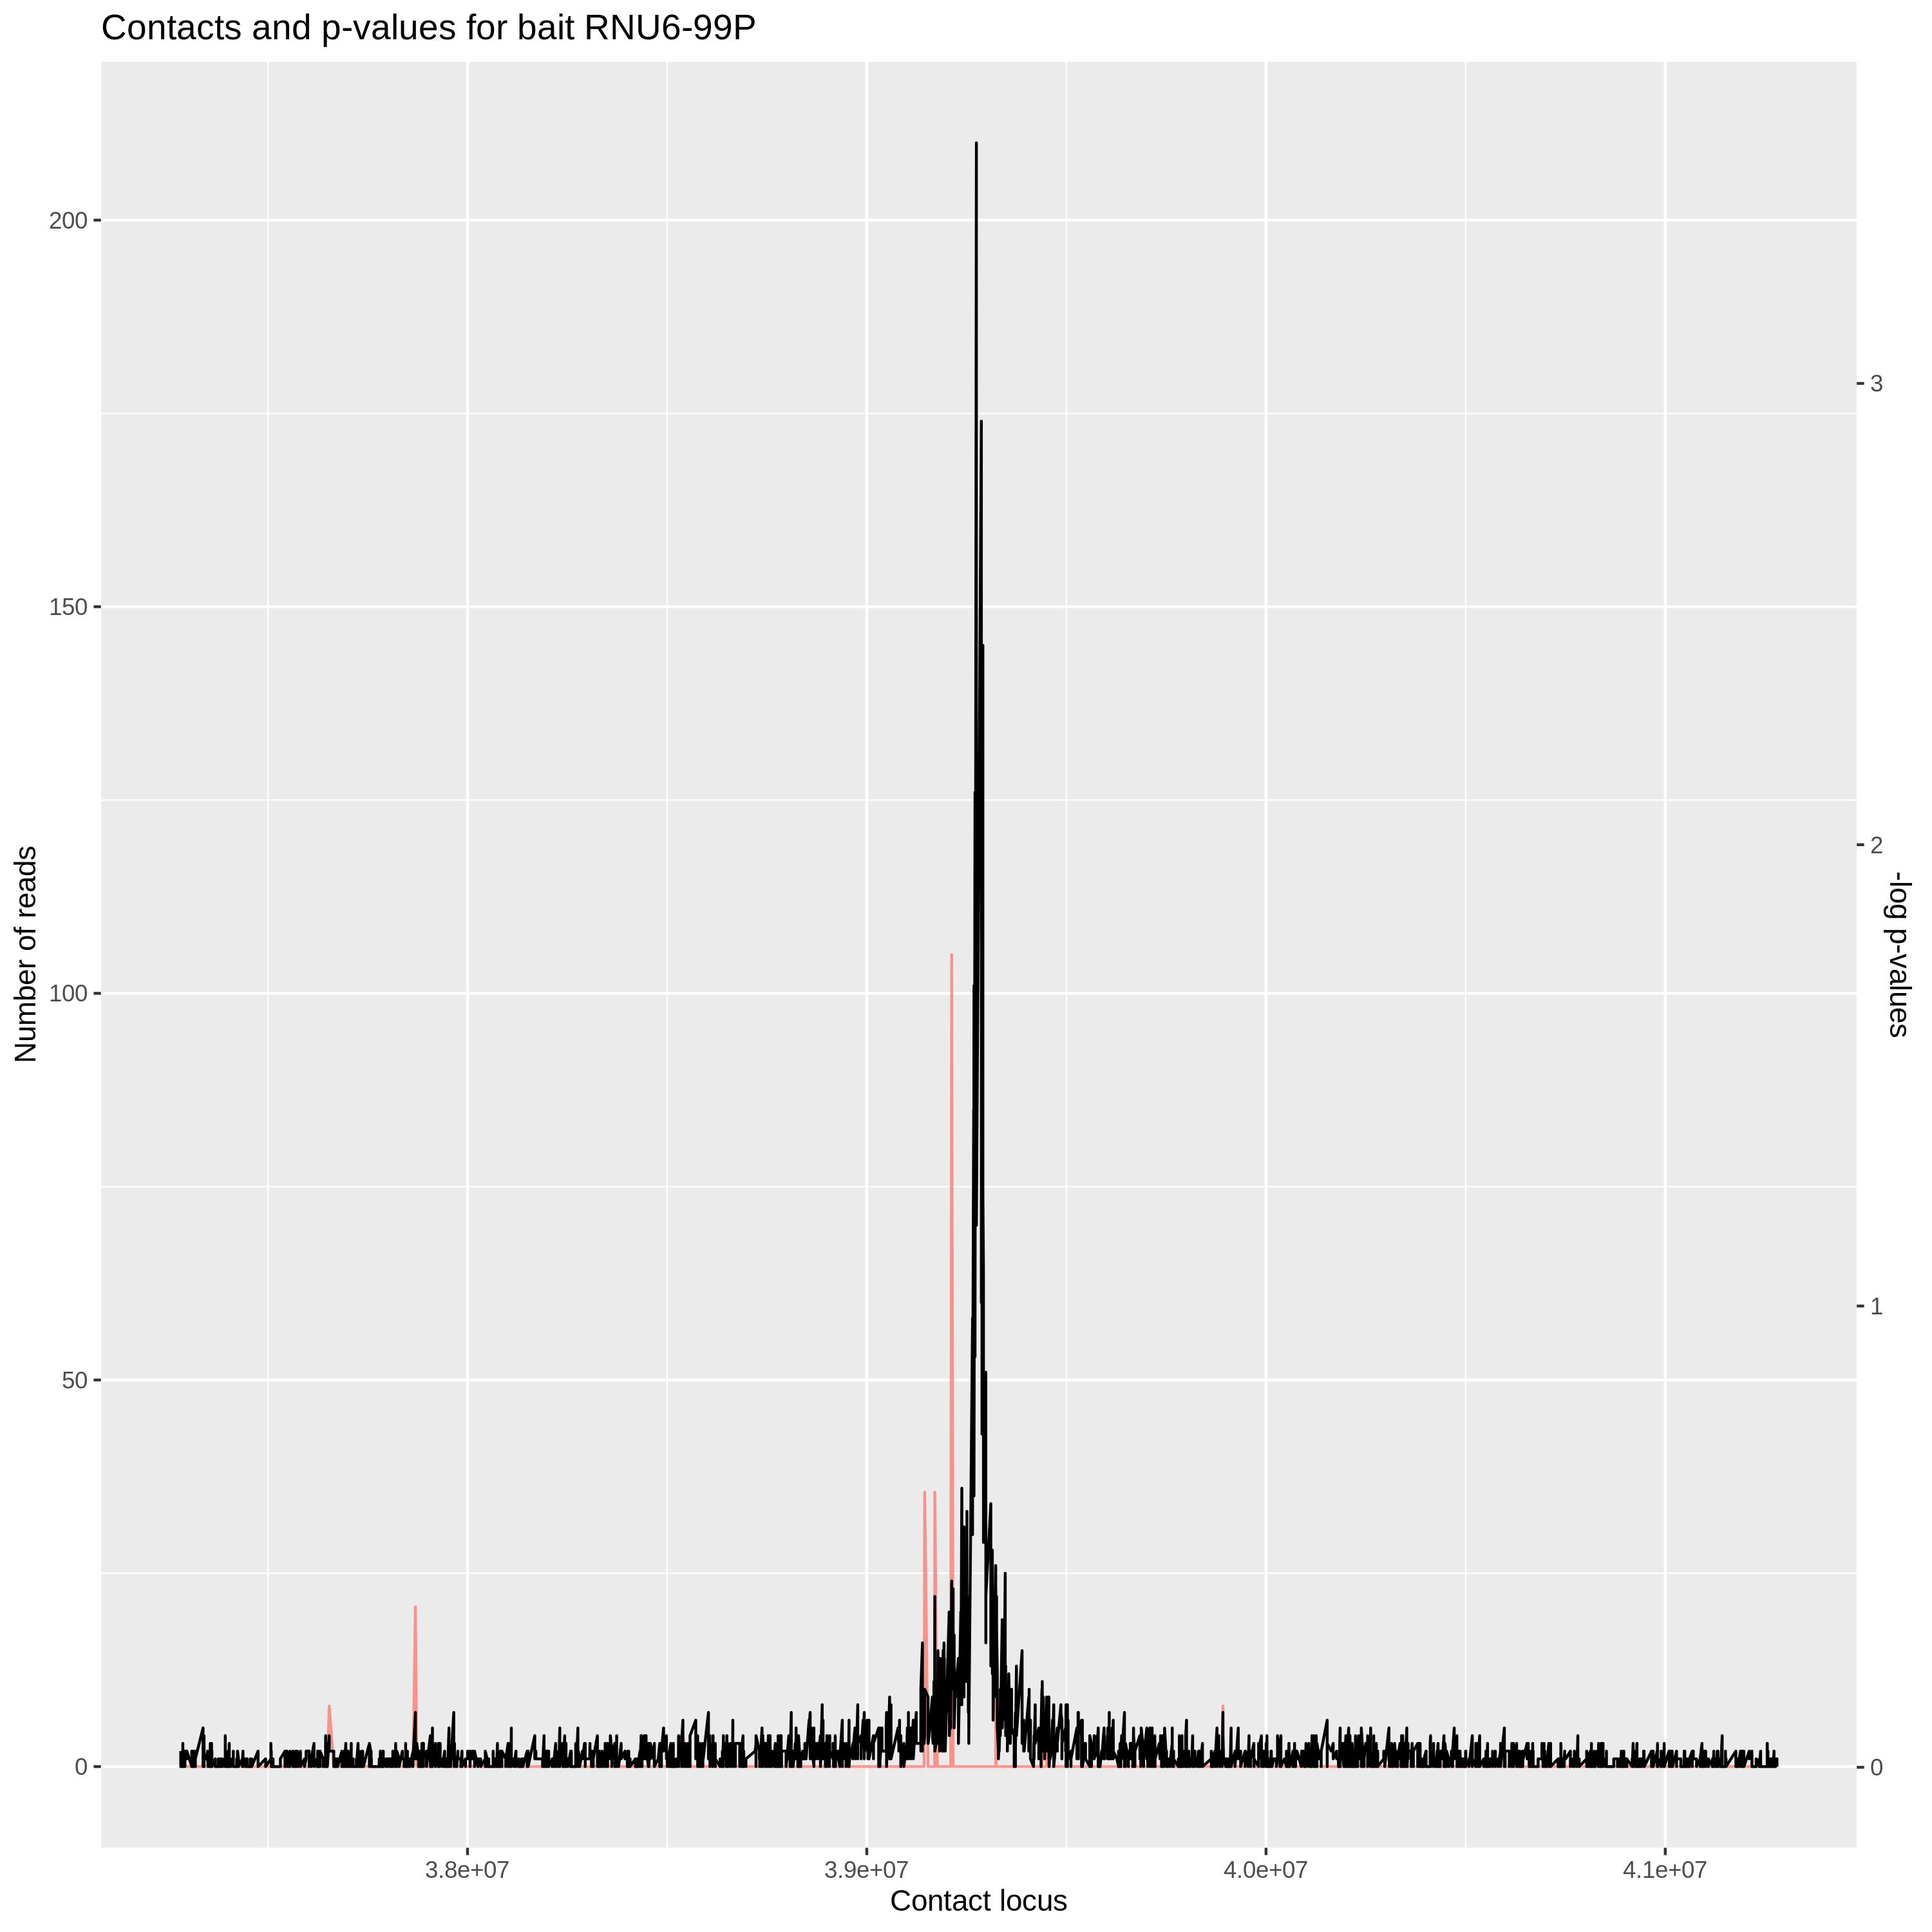 Contacts and p-values for bait RNU6-99P
200
150
100
50
0
Number of reads
3
2
1
0
-log p-values
3.8e+07
3.9e+07
4.0e+07
4.1e+07
Contact locus